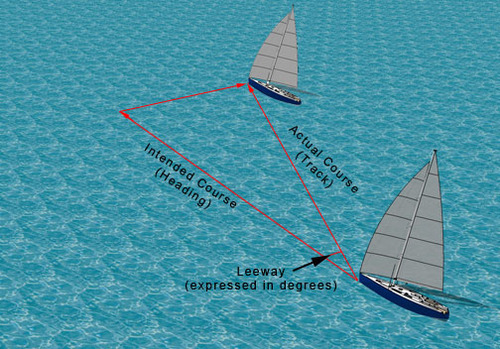 Actual Course
(Track)
Intended Course
(Heading)
Leeway
(expressed in degrees)